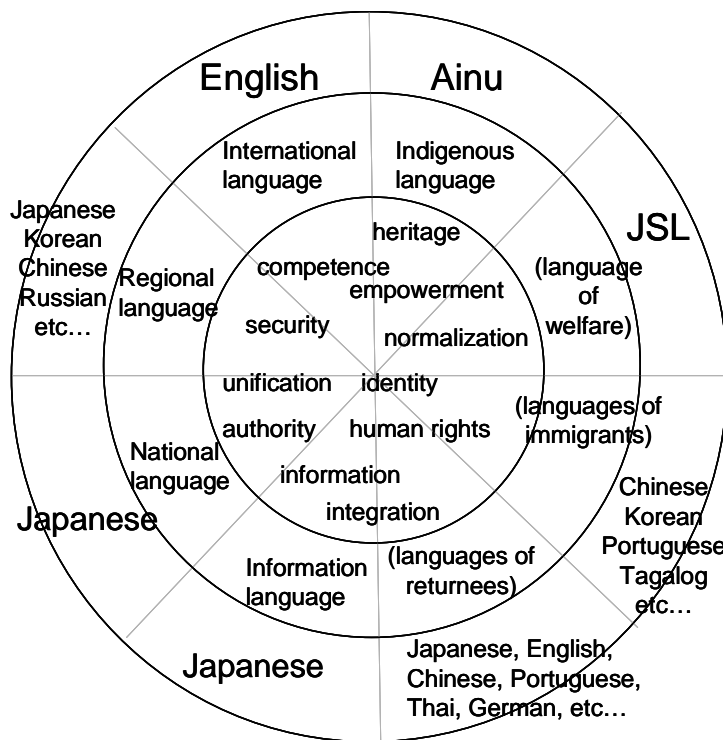 English
Ainu
International
language
Indigenous
language
Japanese
Korean
Chinese
Russian
etc…
JSL
heritage
competence
empowerment
Regional
language
(language
of
welfare)
security
normalization
unification
identity
authority
human rights
(languages of
immigrants)
National
language
information
integration
Japanese
Chinese
Korean
Portuguese
Tagalog
etc…
Information
language
(languages of
returnees)
Japanese
Japanese, English,
Chinese, Portuguese,
Thai, German, etc…